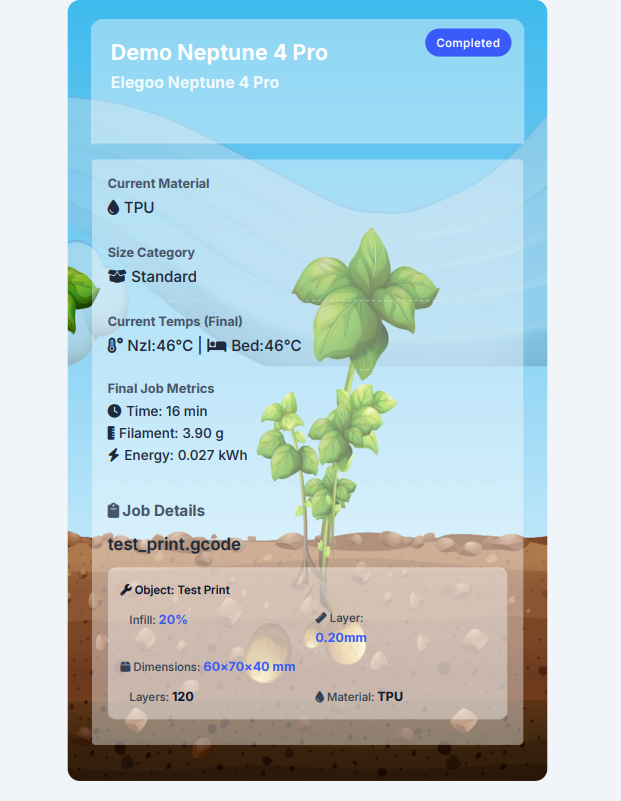 Demo Neptune 4 Pro
Completed
Elegoo Neptune 4 Pro
Current Material
TPU
Size Category
Standard
Current Temps (Final)
Nzl:46°C | Bed:46°C
Final Job Metrics
Time: 16 min
Filament: 3.90 g
Energy: 0.027 kWh
Job Details
test_print.gcode
Object: Test Print
Infill: 20%
Layer:
0.20mm
Dimensions: 60×70×40 mm
Layers: 120
Material: TPU